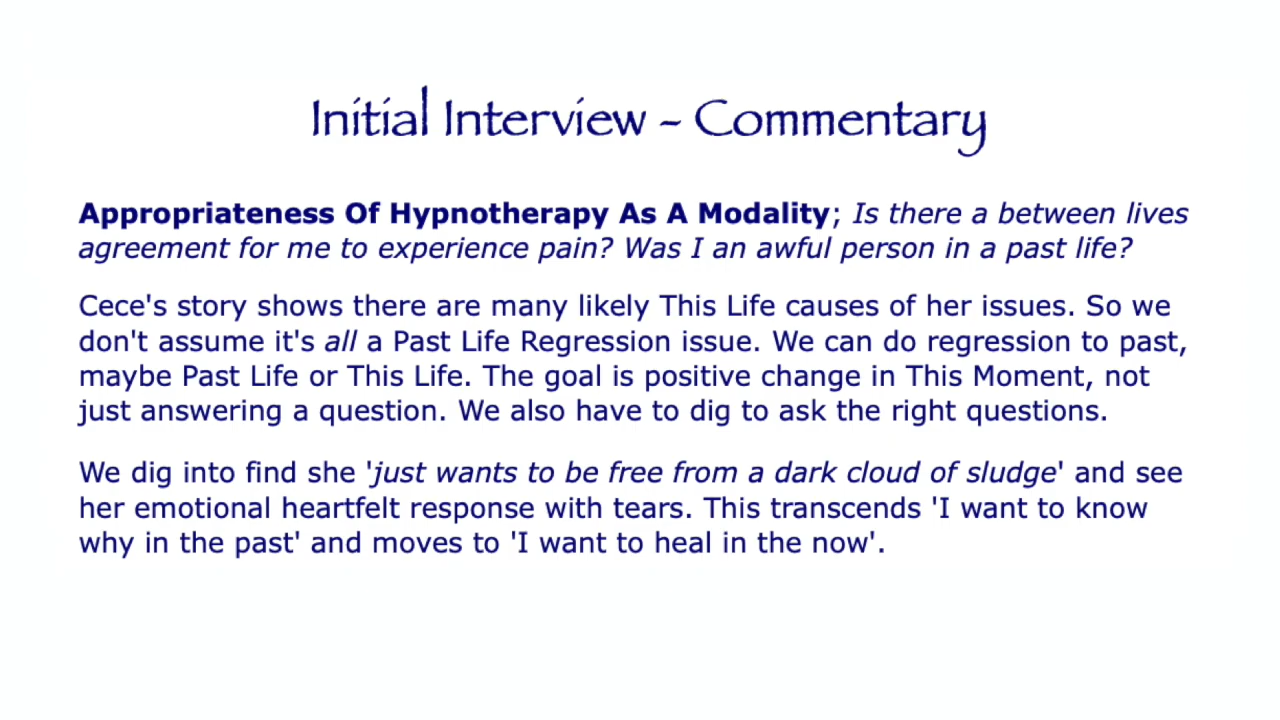 Initial Interview - Commentary
Appropriateness Of Hypnotherapy As A Modality; Is there a between lives
agreement for me to experience pain? Was I an awful person in a past life?
Cece's story shows there are many likely This Life causes of her issues. So we
don't assume it's all a Past Life Regression issue. We can do regression to past,
maybe Past Life or This Life. The goal is positive change in This Moment, not
just answering a question. We also have to dig to ask the right questions.
We dig into find she 'just wants to be free from a dark cloud of sludge' and see
her emotional heartfelt response with tears. This transcends 'I want to know
why in the past' and moves to 'I want to heal in the now'.